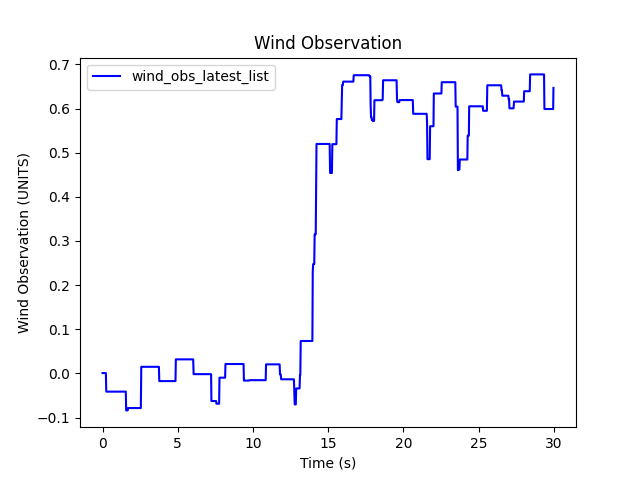 Wind Observation
wind_obs_latest_list
Wind Observation (UNITS)
0.7
0.6
0.5
0.4
0.3
0.2
0.1
0.0
−0.1
0 5 10 15 20 25 30
Time (s)